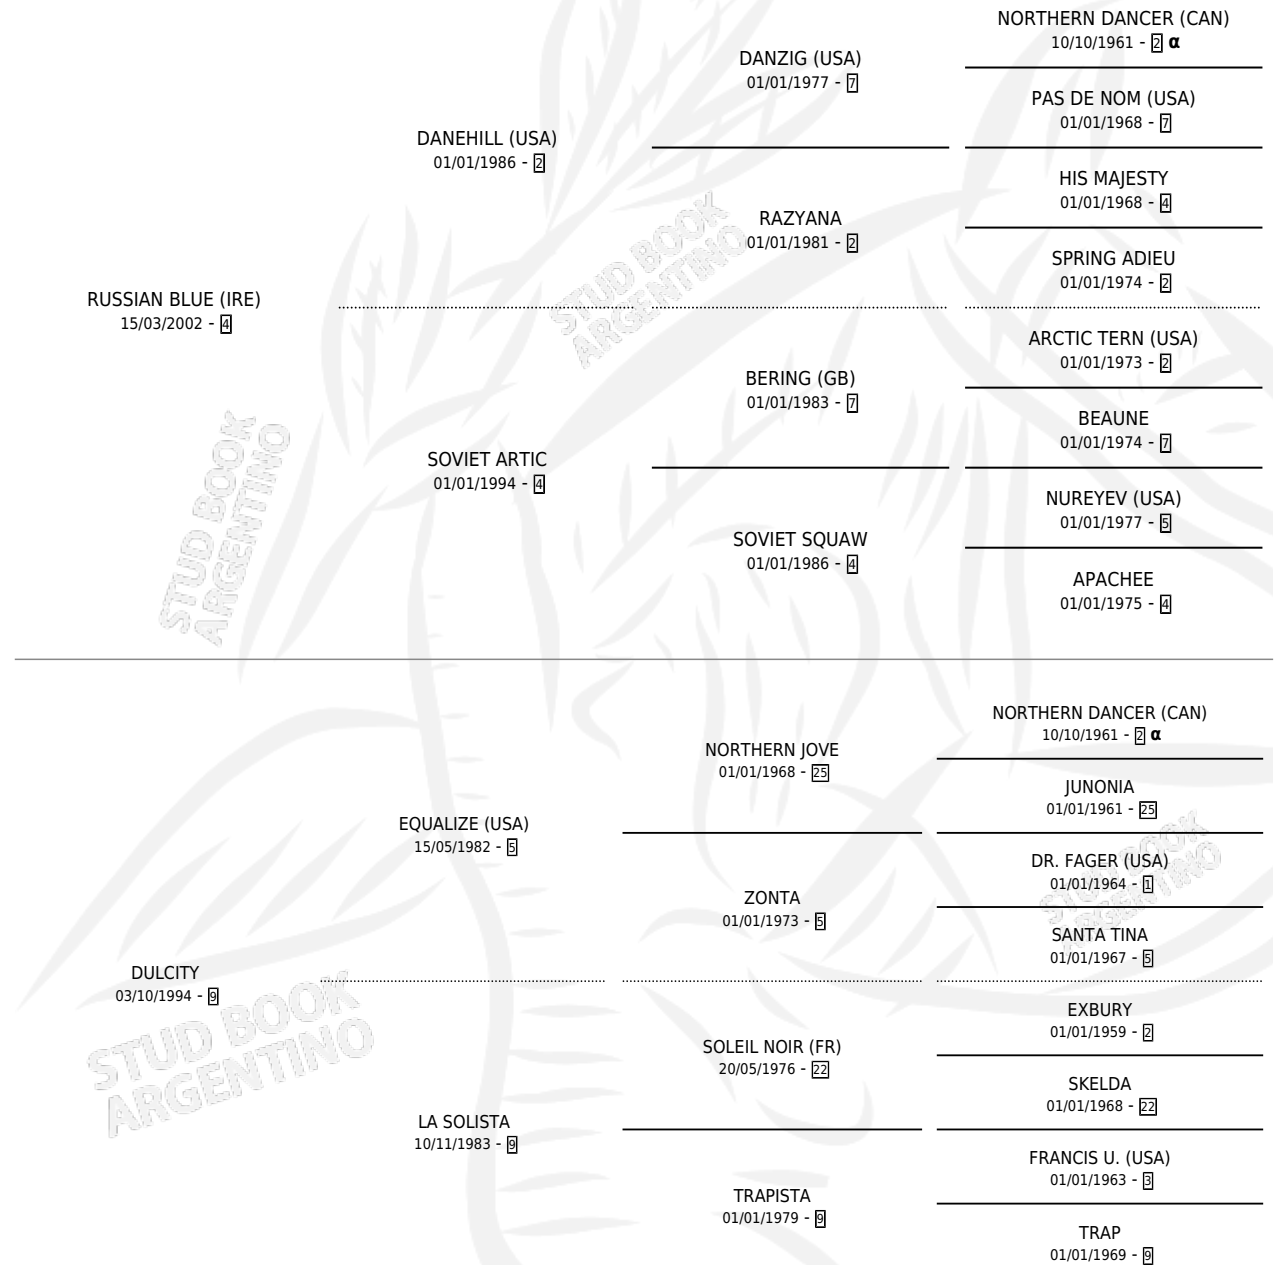 NORTHERN DANCER (CAN)
10/10/1961 - 2 α
DANZIG (USA)
01/01/1977 - 7
PAS DE NOM (USA)
01/01/1968 - 7
DANEHILL (USA)
01/01/1986 - 2
HIS MAJESTY
01/01/1968 - 4
RAZYANA
01/01/1981 - 2
SPRING ADIEU
01/01/1974 - 2
RUSSIAN BLUE (IRE)
15/03/2002 - 4
ARCTIC TERN (USA)
01/01/1973 - 2
BERING (GB)
01/01/1983 - 7
BEAUNE
01/01/1974 - 7
SOVIET ARTIC
01/01/1994 - 4
NUREYEV (USA)
01/01/1977 - 5
SOVIET SQUAW
01/01/1986 - 4
APACHEE
01/01/1975 - 4
NORTHERN DANCER (CAN)
10/10/1961 - 2 α
NORTHERN JOVE
01/01/1968 - 25
JUNONIA
01/01/1961 - 25
EQUALIZE (USA)
15/05/1982 - 5
DR. FAGER (USA)
01/01/1964 - 1
ZONTA
01/01/1973 - 5
SANTA TINA
01/01/1967 - 5
DULCITY
03/10/1994 - 9
EXBURY
01/01/1959 - 2
SOLEIL NOIR (FR)
20/05/1976 - 22
SKELDA
01/01/1968 - 22
LA SOLISTA
10/11/1983 - 9
FRANCIS U. (USA)
01/01/1963 - 3
TRAPISTA
01/01/1979 - 9
TRAP
01/01/1969 - 9
STUD BOOK
ARGENTINO
STUD BOOK
ARGENTINO
STUD BOOK
ARGENTINO
STUD BOOK
ARGENTINO